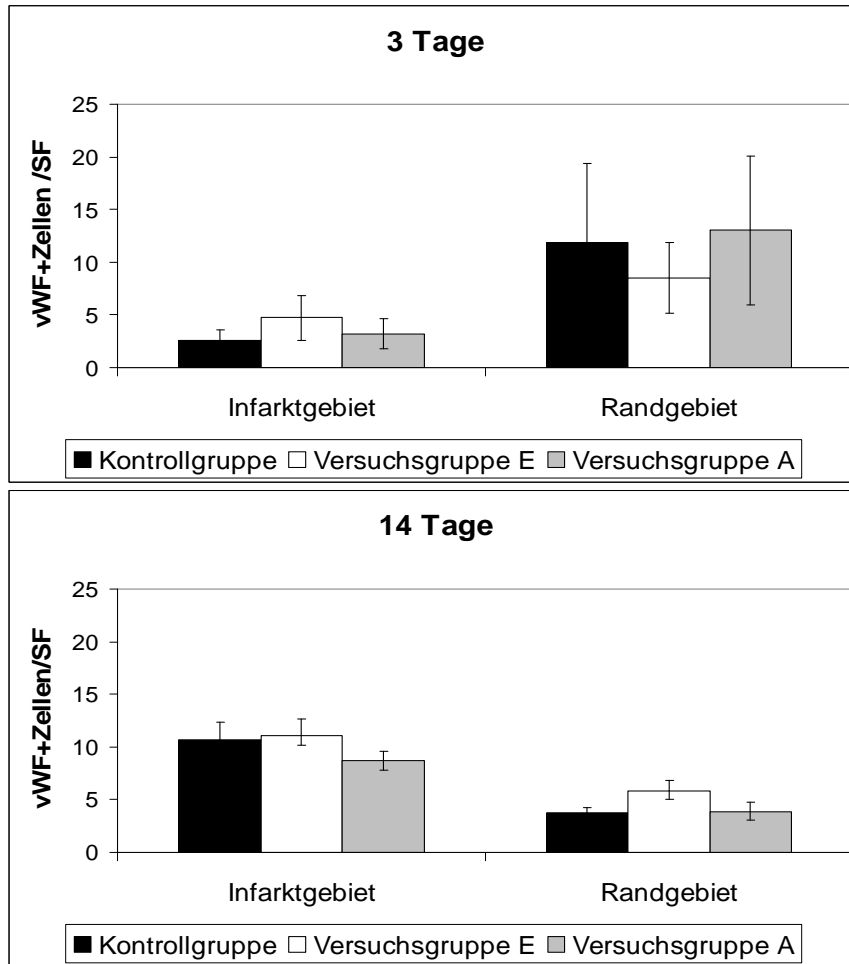 3 Tage
vWF+Zellen /SF
25
20
15
10
5
0
Infarktgebiet Randgebiet
Kontrollgruppe Versuchsgruppe E Versuchsgruppe A
14 Tage
vWF+Zellen/SF
25
20
15
10
5
0
Infarktgebiet Randgebiet
Kontrollgruppe Versuchsgruppe E Versuchsgruppe A